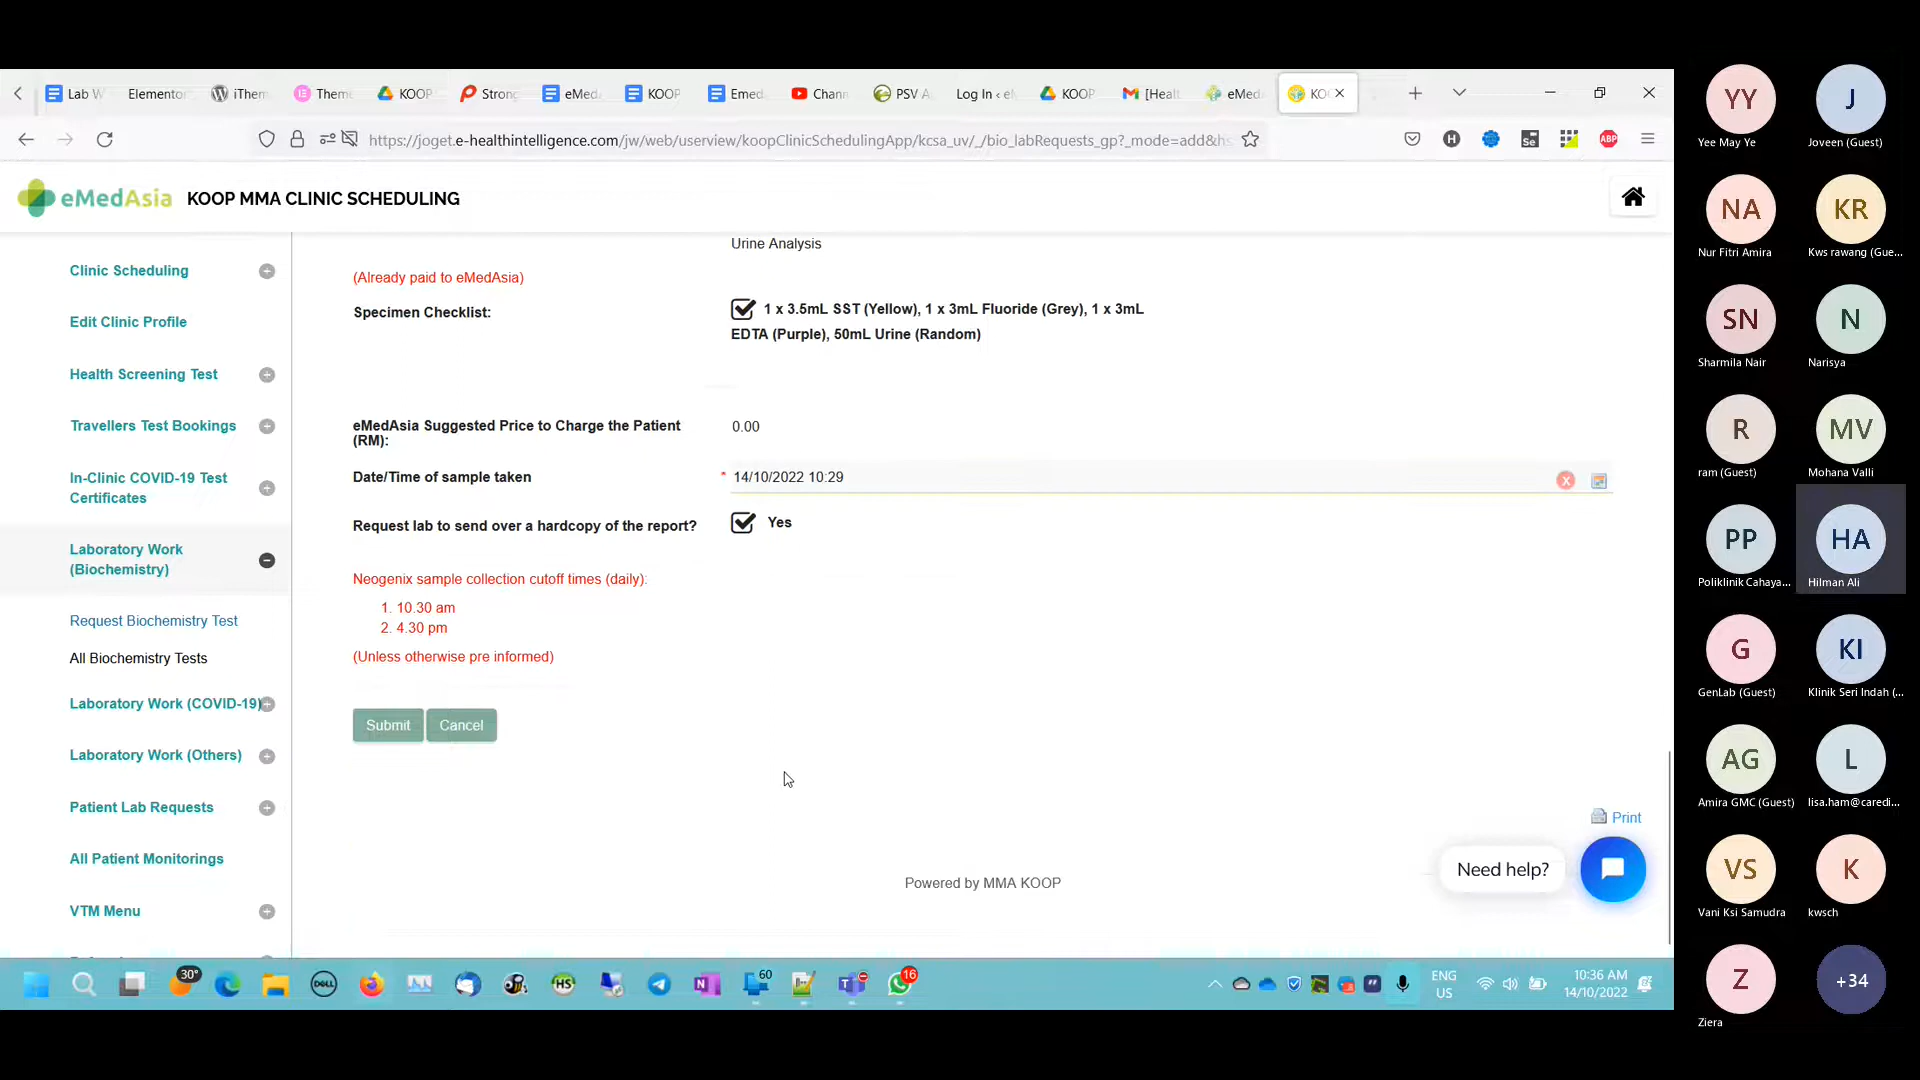 Lab W
Elementor
iThem
Theme
KOOP
Strong
eMed
KOOP
Emed
Chann
PSV A
Log In ‹ eM
KOOP
[Healt
eMed
KO
https://joget.e-healthintelligence.com/jw/web/userview/koopClinicSchedulingApp/kcsa_uv/_/bio_labRequests_gp?_mode=add&hs
eMedAsia
KOOP MMA CLINIC SCHEDULING
Clinic Scheduling
Edit Clinic Profile
Health Screening Test
Travellers Test Bookings
In-Clinic COVID-19 Test
Certificates
Laboratory Work
(Biochemistry)
Request Biochemistry Test
All Biochemistry Tests
Laboratory Work (COVID-19)
Laboratory Work (Others)
Patient Lab Requests
All Patient Monitorings
VTM Menu
Urine Analysis
(Already paid to eMedAsia)
Specimen Checklist:
1 x 3.5mL SST (Yellow), 1 x 3mL Fluoride (Grey), 1 x 3mL
EDTA (Purple), 50mL Urine (Random)
eMedAsia Suggested Price to Charge the Patient
(RM):
0.00
Date/Time of sample taken
* 14/10/2022 10:29
Request lab to send over a hardcopy of the report?
Yes
Neogenix sample collection cutoff times (daily):
1. 10.30 am
2. 4.30 pm
(Unless otherwise pre informed)
Submit
Cancel
Print
Need help?
Powered by MMA KOOP
30°
DELL
HS
60
16
ENG
US
10:36 AM
14/10/2022
YY
Yee May Ye
J
Joveen (Guest)
NA
Nur Fitri Amira
KR
Kws rawang (Gue...
SN
Sharmila Nair
N
Narisya
R
ram (Guest)
MV
Mohana Valli
PP
Poliklinik Cahaya...
HA
Hilman Ali
G
GenLab (Guest)
KI
Klinik Seri Indah (...
AG
Amira GMC (Guest)
L
lisa.ham@caredi...
VS
Vani Ksi Samudra
K
kwsch
Z
Ziera
+34